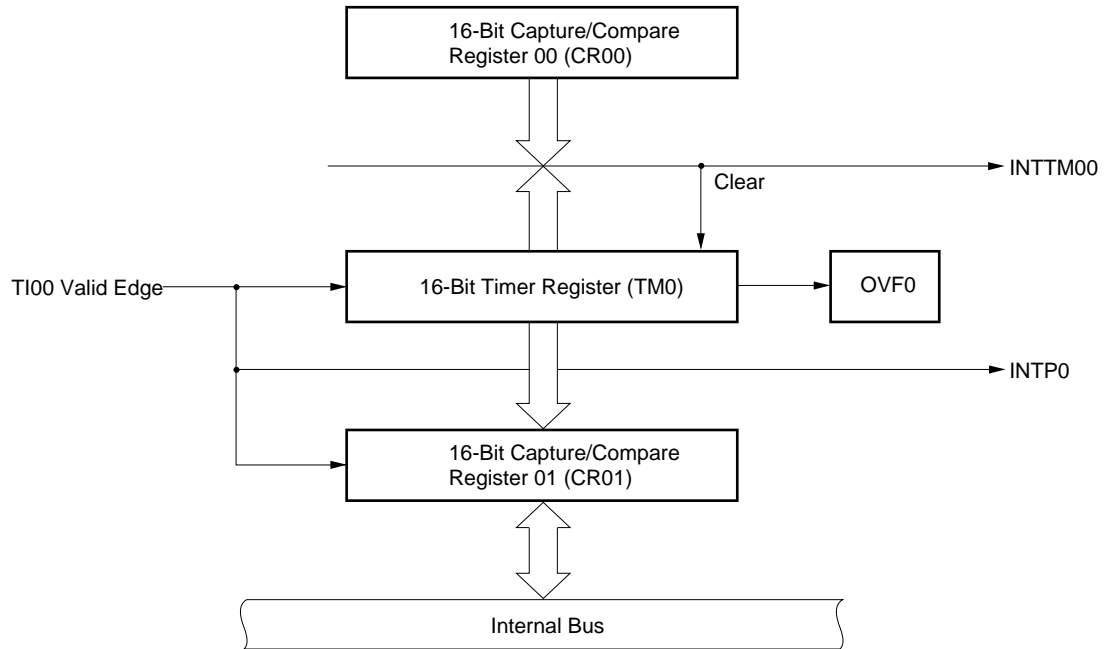 16-Bit Capture/Compare
Register 00 (CR00)
INTTM00
Clear
TI00 Valid Edge
16-Bit Timer Register (TM0)
OVF0
INTP0
16-Bit Capture/Compare
Register 01 (CR01)
Internal Bus